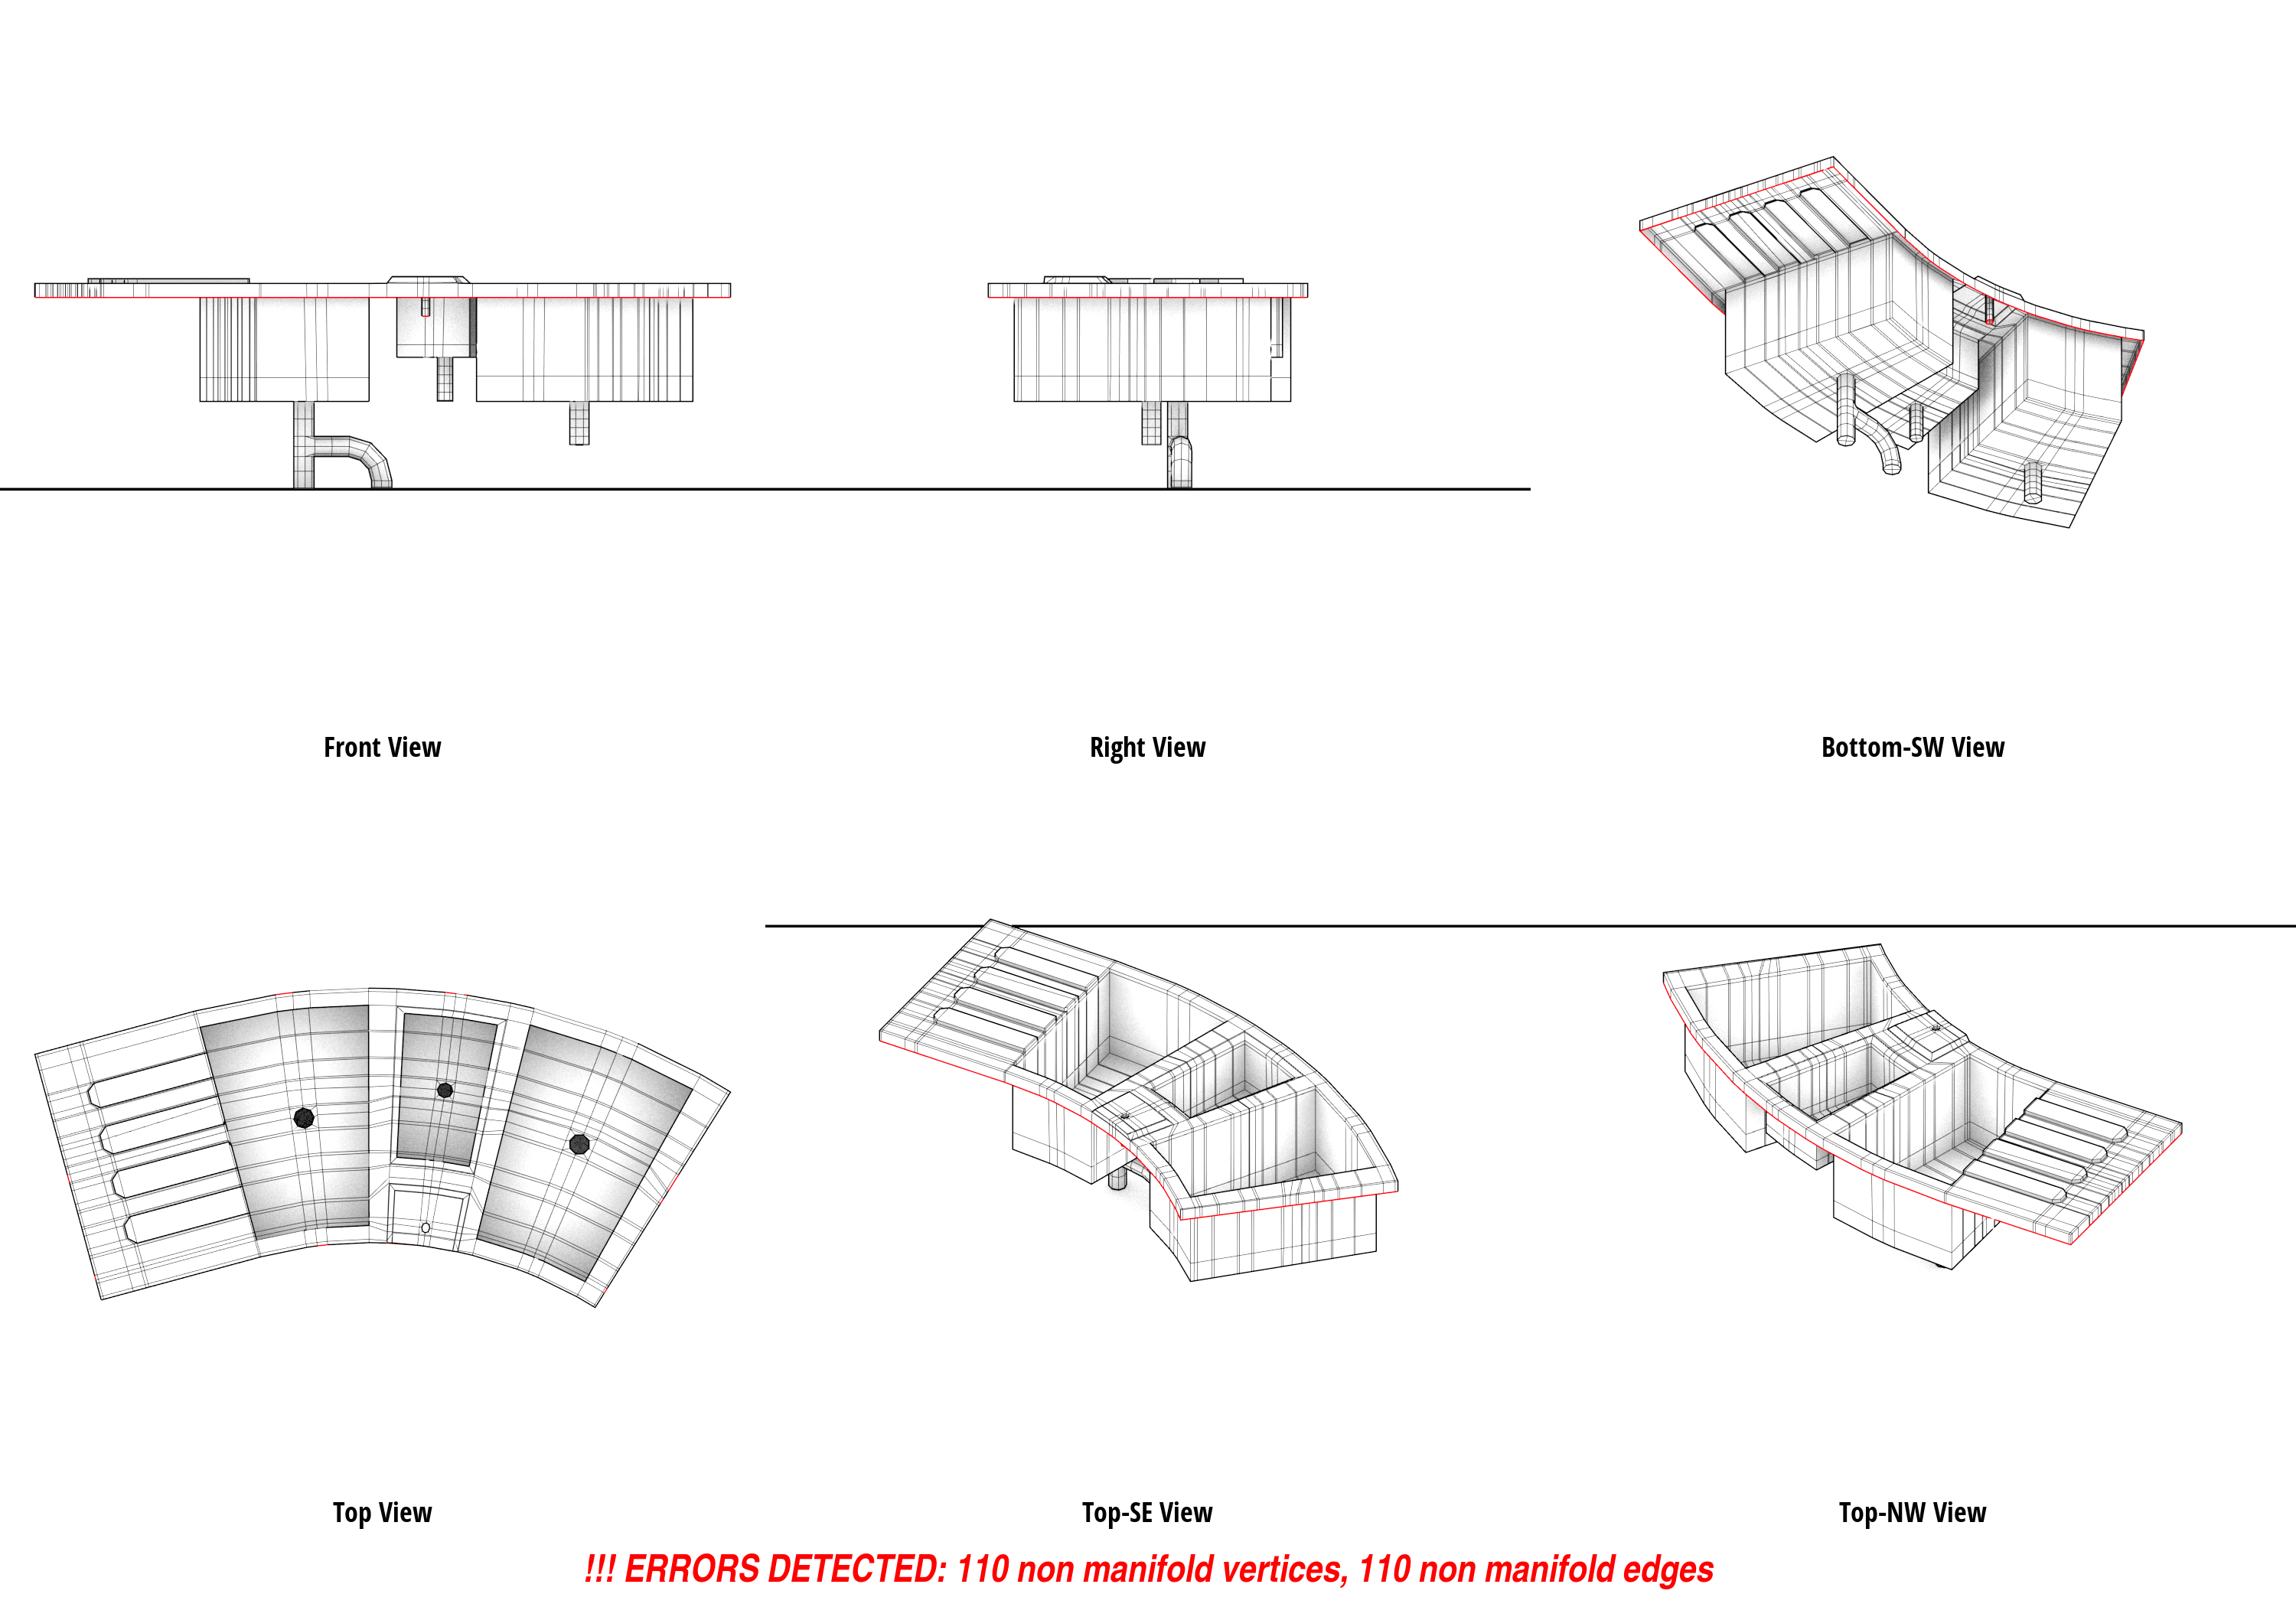 Front View
Right View
Bottom-SW View
Top View
Top-SE View
Top-NW View
!!! ERRORS DETECTED: 110 non manifold vertices, 110 non manifold edges